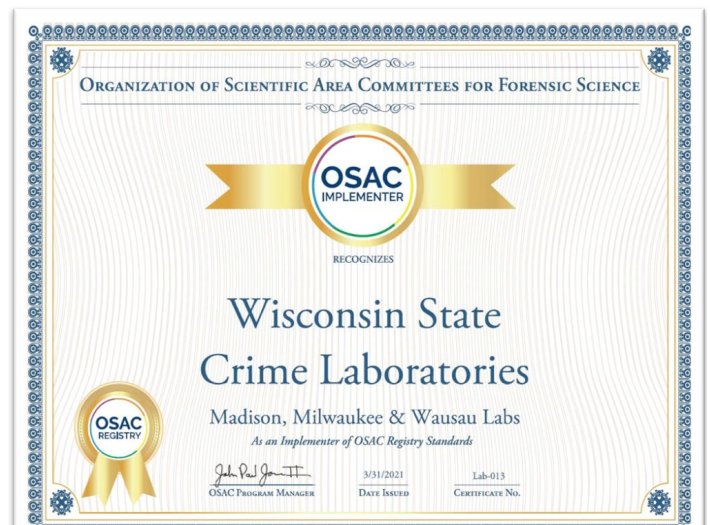 ORGANIZATION OF SCIENTIFIC AREA COMMITTEES FOR FORENSIC SCIENCE
OSAC
IMPLEMENTER
RECOGNIZES
Wisconsin State
Crime Laboratories
Madison, Milwaukee & Wausau Labs
As an Implementer of OSAC Registry Standards
OSAC
REGISTRY
3/31/2021
Lab-013
OSAC PROGRAM MANAGER
DATE ISSUED
CERTIFICATE NO.